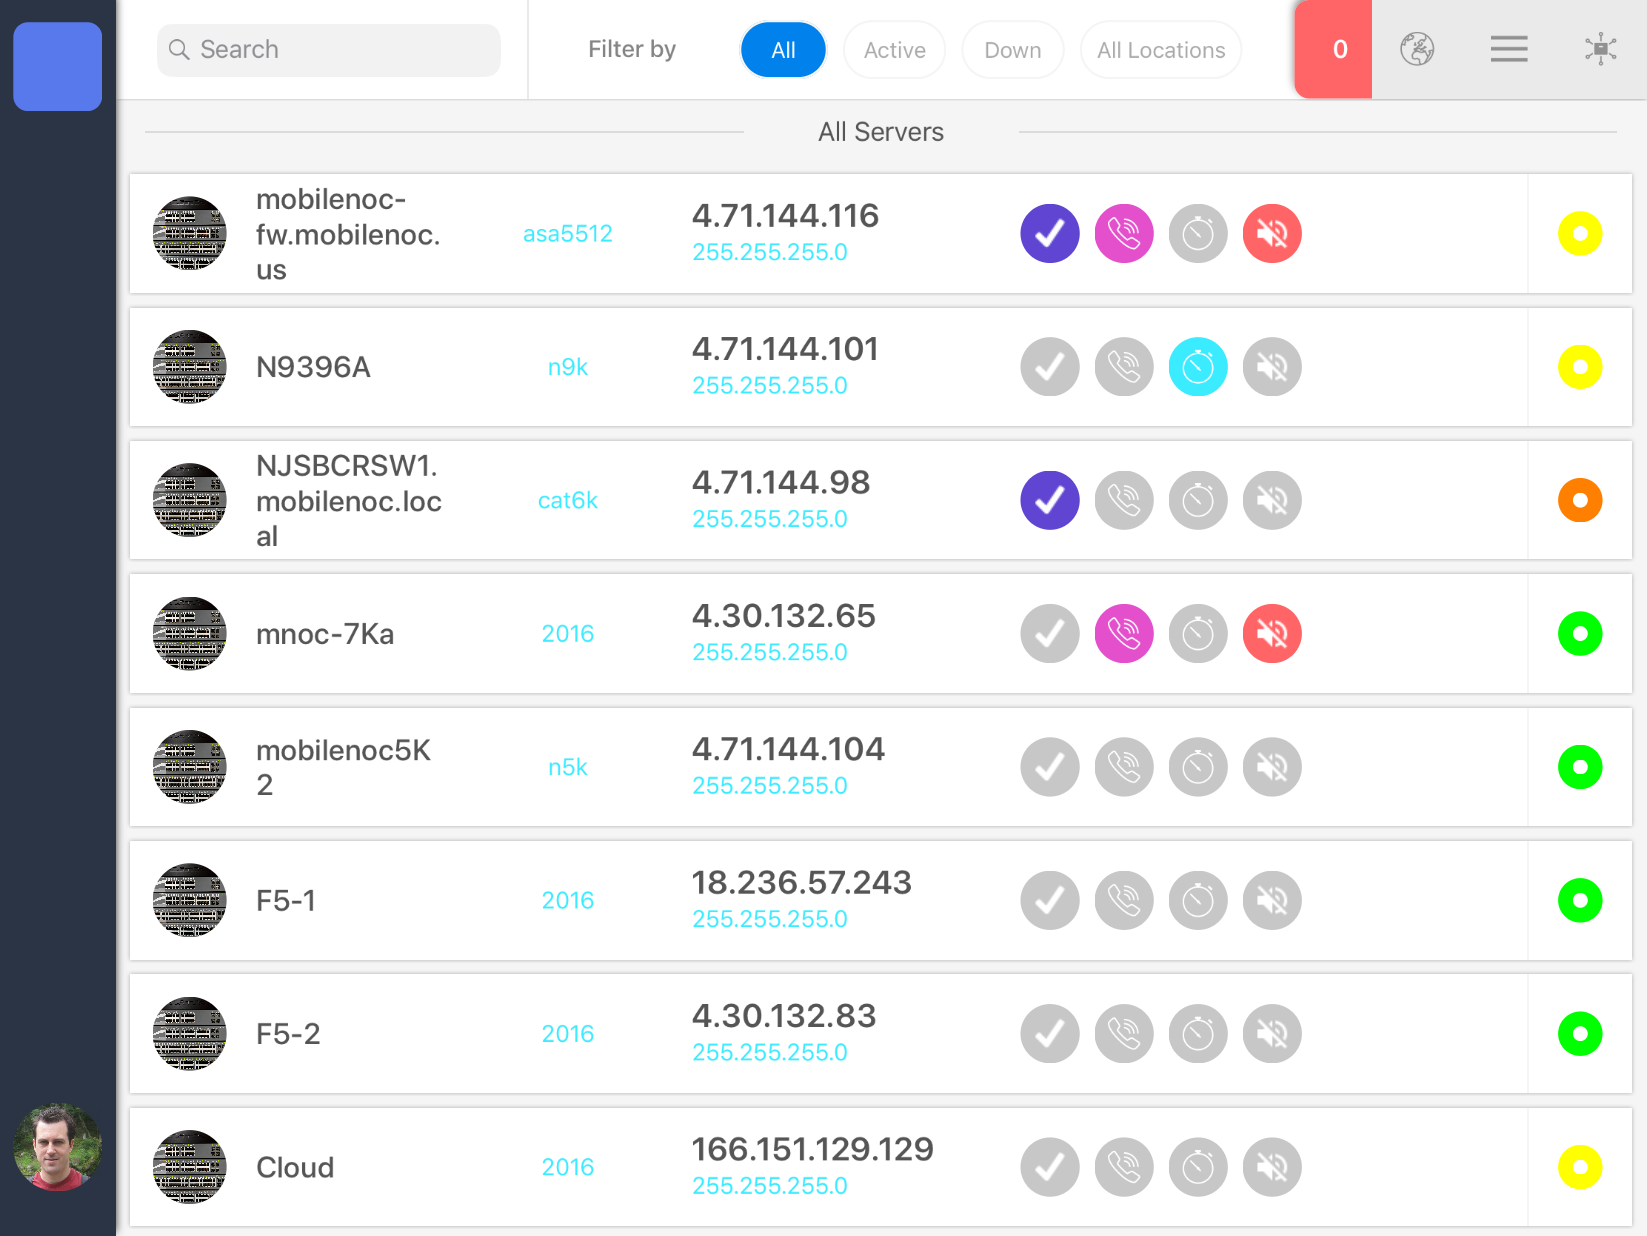 Search
Filter by
All
Active
Down
All Locations
0
All Servers
mobilenoc-
fw.mobilenoc.
us
asa5512
4.71.144.116
255.255.255.0
N9396A
n9k
4.71.144.101
255.255.255.0
NJSBCRSW1.
mobilenoc.loc
al
cat6k
4.71.144.98
255.255.255.0
mnoc-7Ka
2016
4.30.132.65
255.255.255.0
mobilenoc5K
2
n5k
4.71.144.104
255.255.255.0
F5-1
2016
18.236.57.243
255.255.255.0
F5-2
2016
4.30.132.83
255.255.255.0
Cloud
2016
166.151.129.129
255.255.255.0